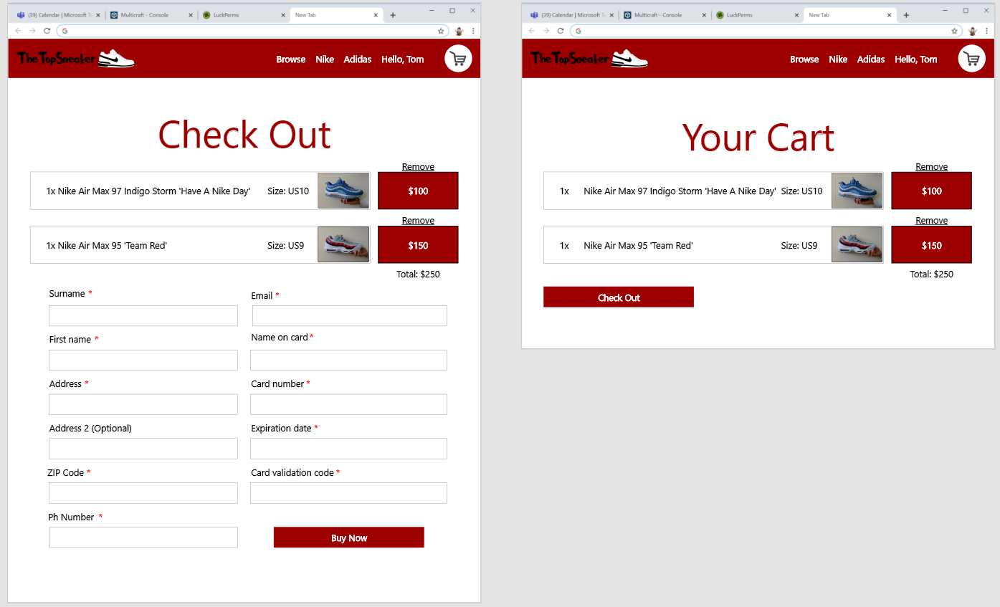 (39) Calendar | Microsoft Te
Multicraft - Console
LuckPerms
New Tab
TheTopSneaker
Browse Nike Adidas Hello, Tom
Check Out
Remove
1x Nike Air Max 97 Indigo Storm 'Have A Nike Day' Size: US10 $100
Remove
1x Nike Air Max 95 'Team Red' Size: US9 $150
Total: $250
Surname *
Email *
First name *
Name on card *
Address *
Card number *
Address 2 (Optional)
Expiration date *
ZIP Code *
Card validation code *
Ph Number *
Buy Now
(39) Calendar | Microsoft Te
Multicraft - Console
LuckPerms
New Tab
TheTopSneaker
Browse Nike Adidas Hello, Tom
Your Cart
Remove
1x Nike Air Max 97 Indigo Storm 'Have A Nike Day' Size: US10 $100
Remove
1x Nike Air Max 95 'Team Red' Size: US9 $150
Total: $250
Check Out